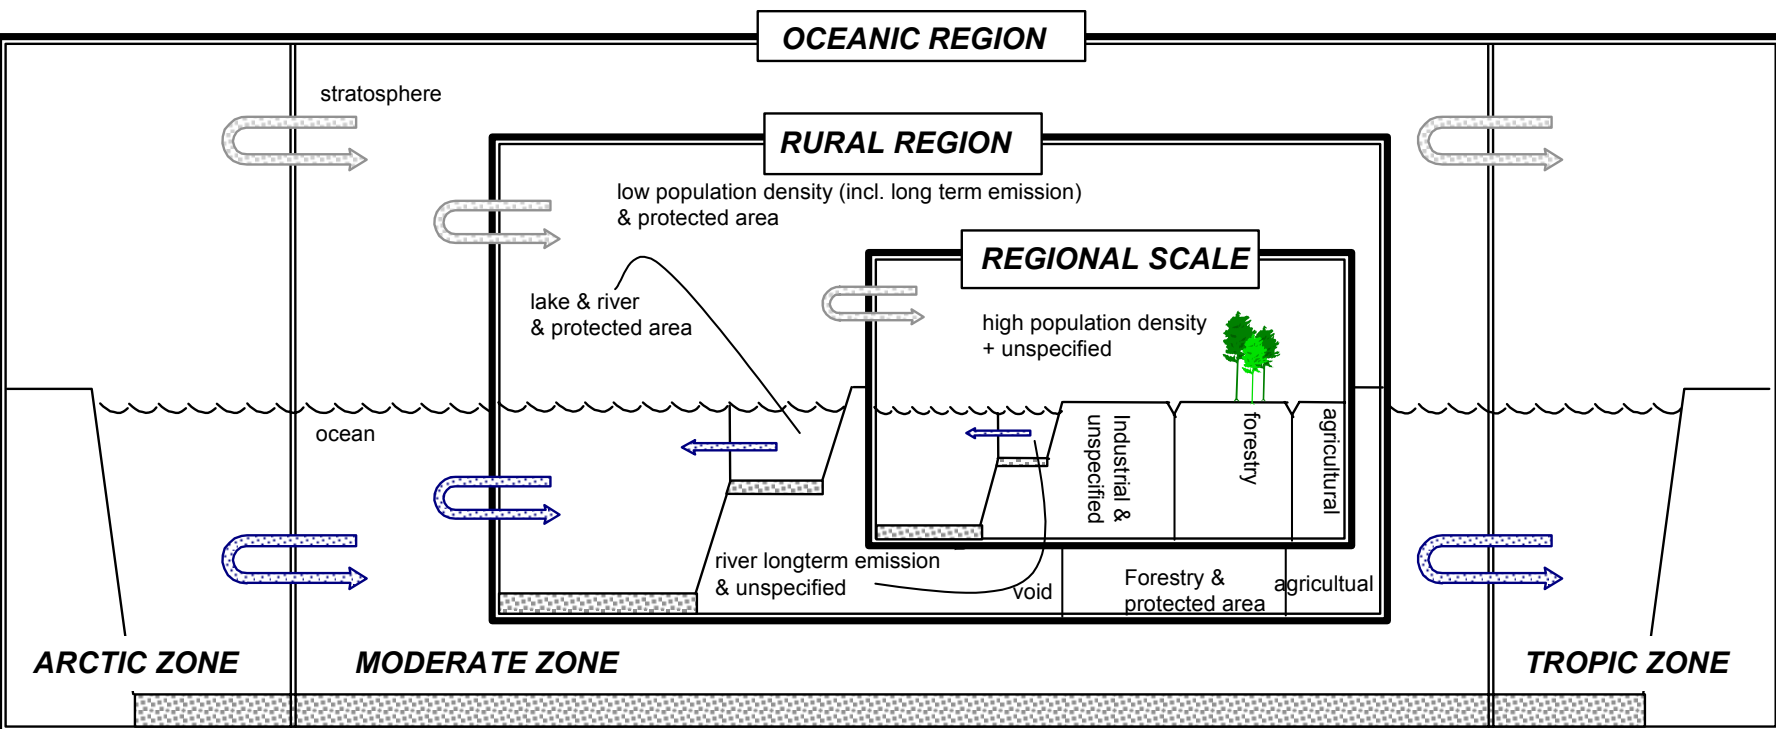 OCEANIC REGION
stratosphere
RURAL REGION
low population density (incl. long term emission)
& protected area
REGIONAL SCALE
lake & river
& protected area
high population density
+ unspecified
ocean
Industrial &
unspecified
forestry
agricultural
river longterm emission
& unspecified
void
Forestry &
protected area
agricultual
ARCTIC ZONE
MODERATE ZONE
TROPIC ZONE